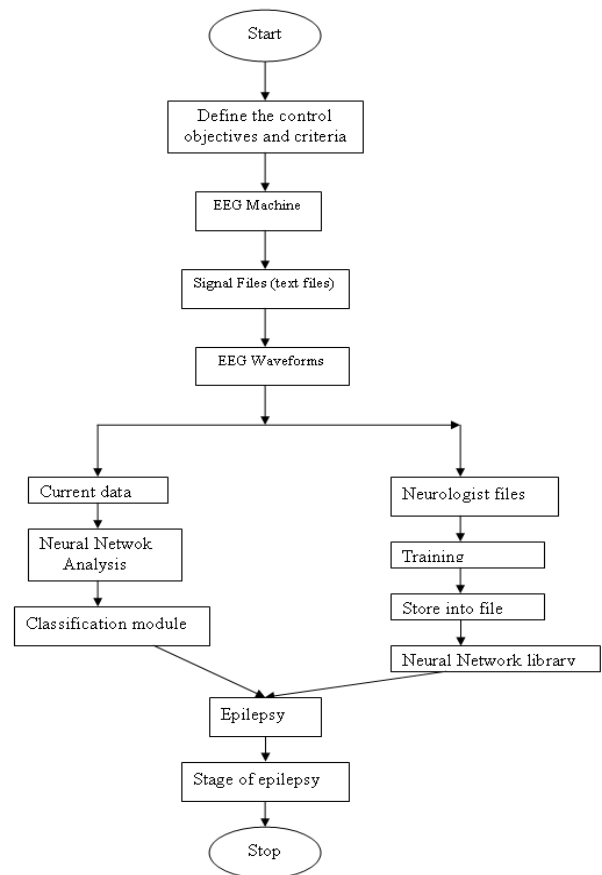 Start
Define the control
objectives and criteria
EEG Machine
Signal Files (text files)
EEG Waveforms
Current data
Neural Netwok
Analysis
Classification module
Neurologist files
Training
Store into file
Neural Network library
Epilepsy
Stage of epilepsy
Stop